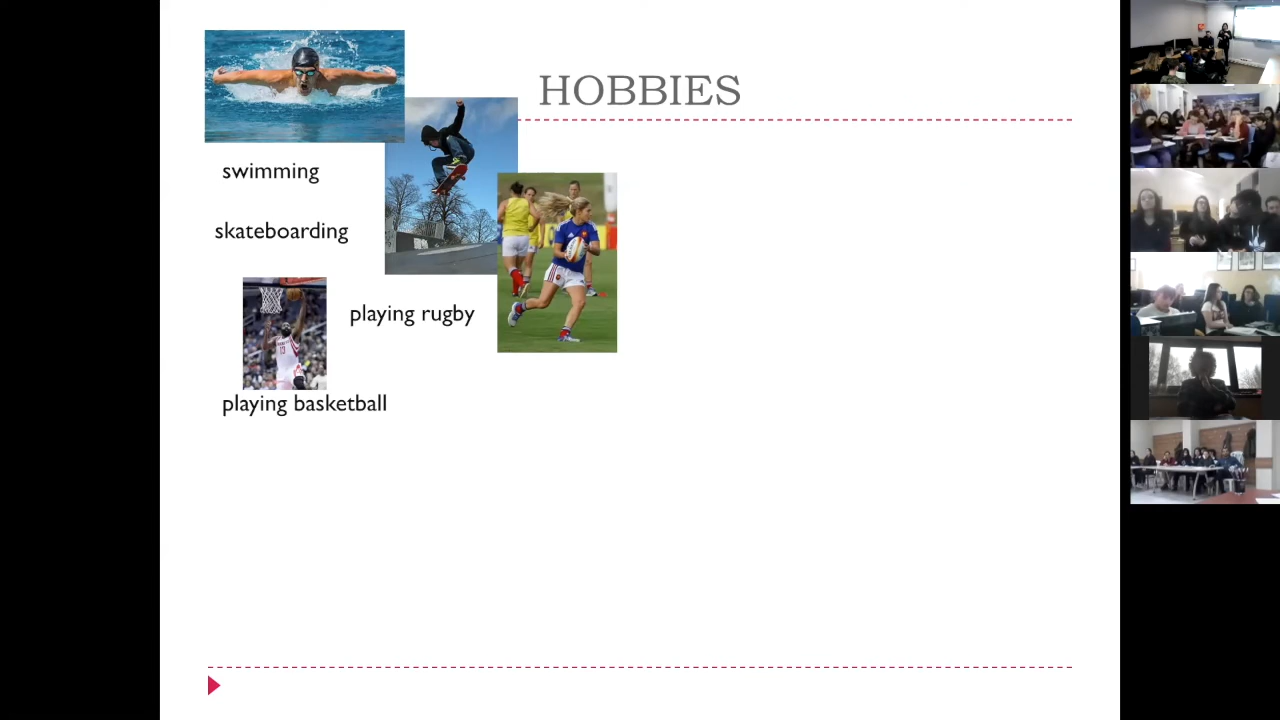 HOBBIES
swimming
skateboarding
playing rugby
playing basketball